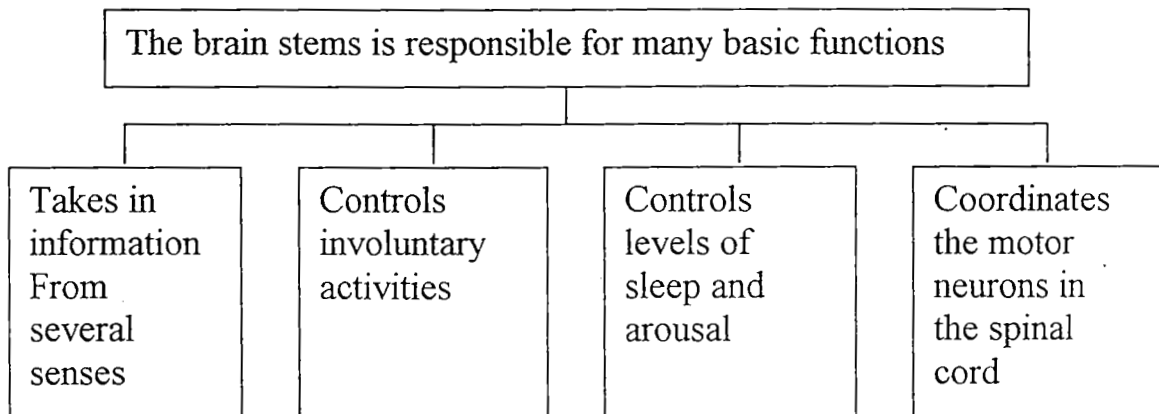 The brain stems is responsible for many basic functions
Takes in
information
From
several
senses
Controls
involuntary
activities
Controls
levels of
sleep and
arousal
Coordinates
the motor
neurons in
the spinal
cord